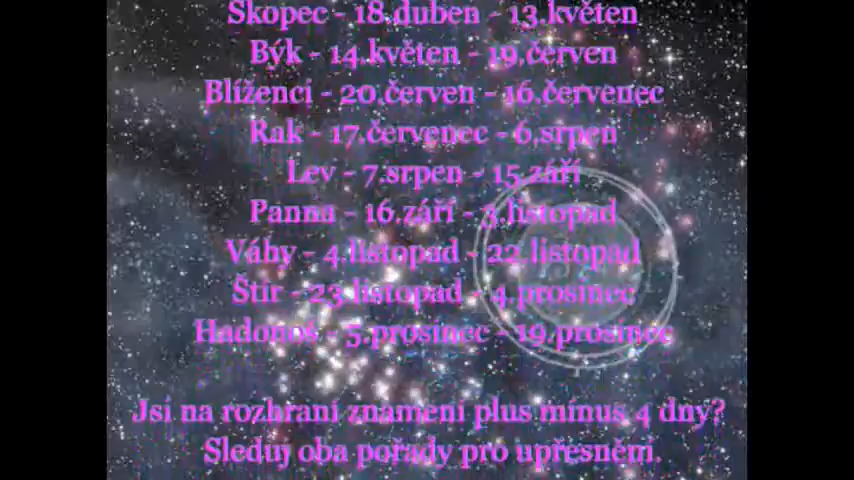 Skopec - 18.duben - 13.květen
Býk - 14.květen - 19.červen
Blíženci - 20.červen - 16.červenec
Rak - 17.červenec - 6.srpen
Lev - 7.srpen - 15.září
Panna - 16.září - 3.listopad
Váhy - 4.listopad - 22.listopad
Štír - 23.listopad - 4.prosinec
Hadonoš - 5.prosinec - 19.prosinec
Jsi na rozhraní znamení plus mínus 4 dny?
Sleduj oba pořady pro upřesnění.